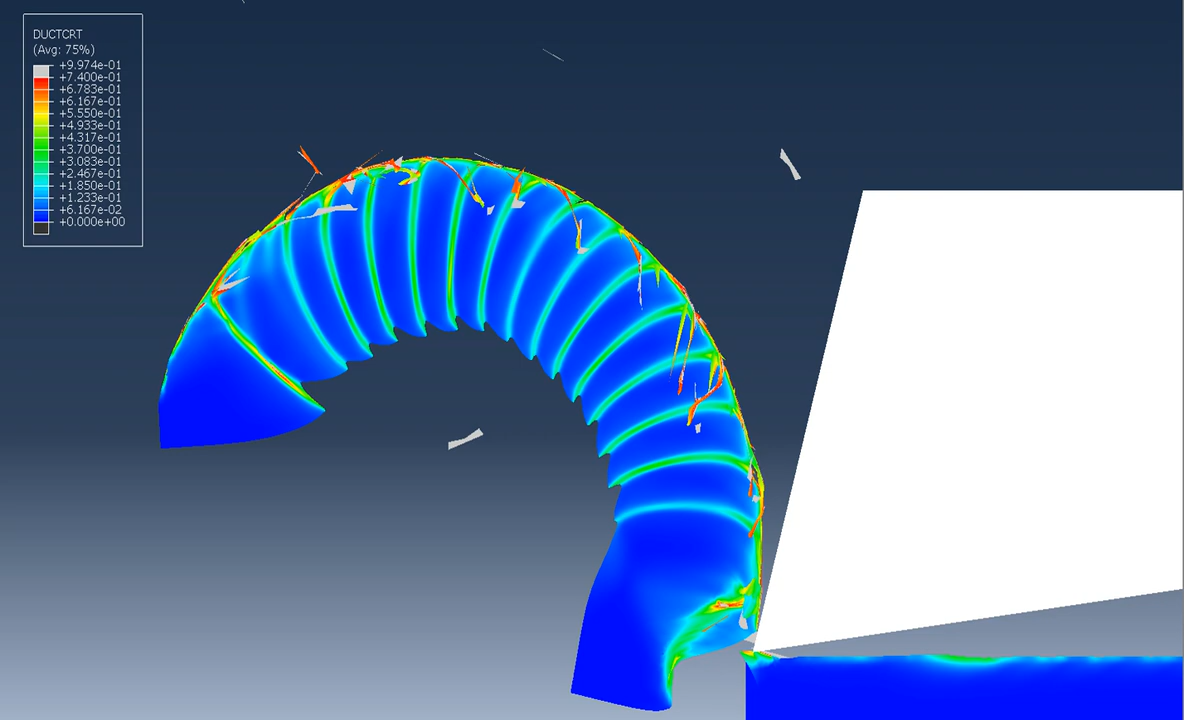 DUCTCRT
(Avg: 75%)
+9.974e-01
+7.400e-01
+6.783e-01
+6.167e-01
+5.550e-01
+4.933e-01
+4.317e-01
+3.700e-01
+3.083e-01
+2.467e-01
+1.850e-01
+1.233e-01
+6.167e-02
+0.000e+00